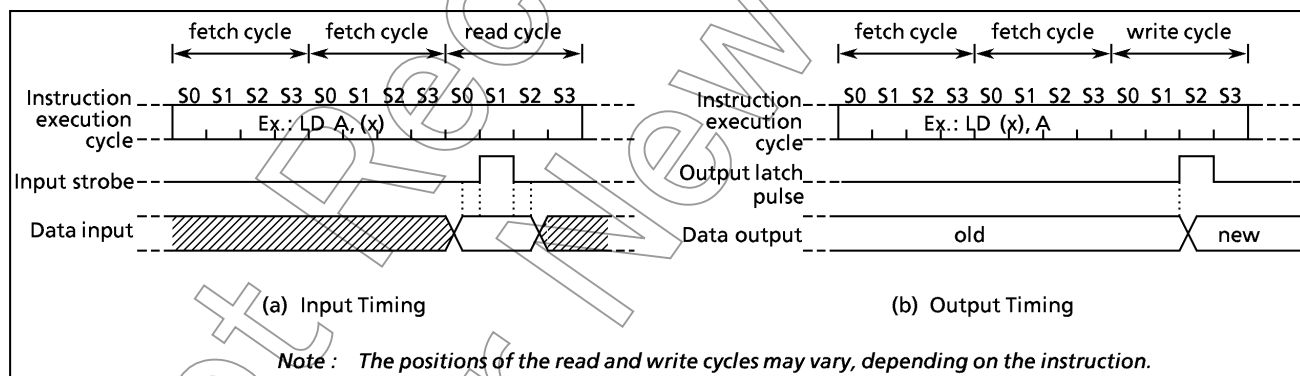 fetch cycle fetch cycle read cycle
S0 S1 S2 S3 S0 S1 S2 S3 S0 S1 S2 S3
Instruction
execution
cycle
Ex.: LD A, (x)
Input strobe
Data input
(a) Input Timing
fetch cycle fetch cycle write cycle
S0 S1 S2 S3 S0 S1 S2 S3 S0 S1 S2 S3
Instruction
execution
cycle
Ex.: LD (x), A
Output latch
pulse
Data output
old
new
(b) Output Timing
Note : The positions of the read and write cycles may vary, depending on the instruction.